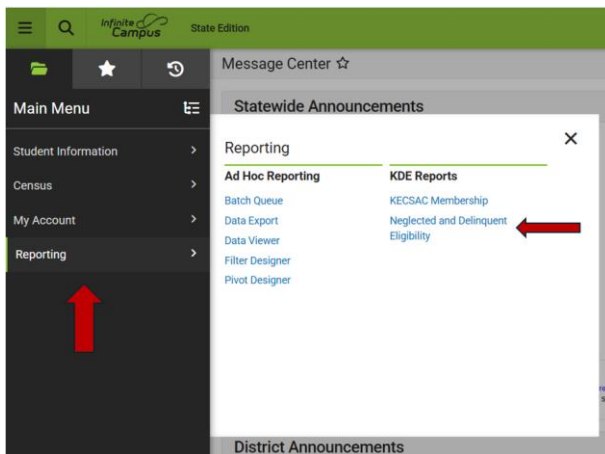 Infinite Campus
State Edition
Message Center
Main Menu
Statewide Announcements
Student Information
Census
My Account
Reporting
Reporting
Ad Hoc Reporting
Batch Queue
Data Export
Data Viewer
Filter Designer
Pivot Designer
KDE Reports
KECSAC Membership
Neglected and Delinquent
Eligibility
District Announcements